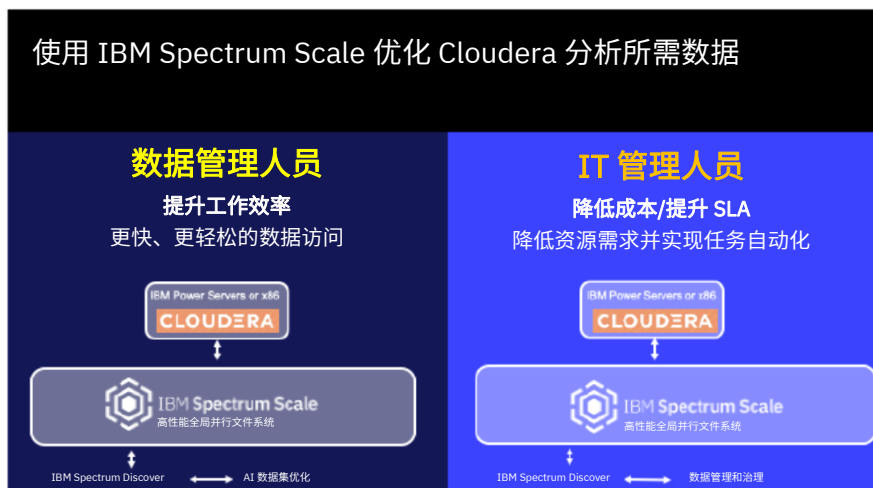 使用 IBM Spectrum Scale 优化 Cloudera 分析所需数据
数据管理人员
提升工作效率
更快、更轻松的数据访问
IBM Power Servers or x86
CLOUDERA
IBM Spectrum Scale
高性能全局并行文件系统
IBM Spectrum Discover
AI 数据集优化
IT 管理人员
降低成本/提升 SLA
降低资源需求并实现任务自动化
IBM Power Servers or x86
CLOUDERA
IBM Spectrum Scale
高性能全局并行文件系统
IBM Spectrum Discover
数据管理和治理